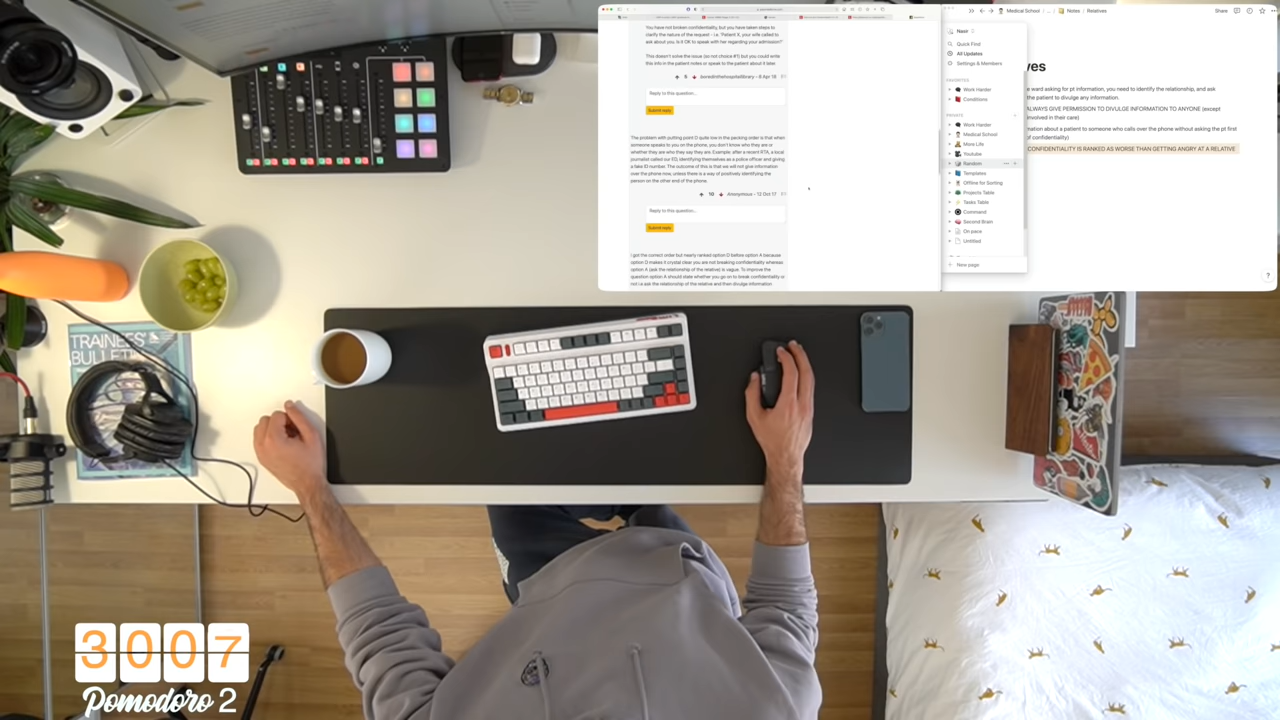 You have not broken confidentiality, but you have taken steps to
clarify the nature of the request - i.e. 'Patient X, your wife called to
ask about you. Is it OK to speak with her regarding your admission?'
This doesn't solve the issue (so not choice #1) but you could write
this info in patient notes or speak to the patient about it later.
5
boredinthehospitallibrary - 8 Apr 18
Reply to this question...
Submit reply
The problem with putting point D quite low in the packing order is that when
someone speaks to you on the phone, you don't know who they are or
whether they are who they say they are. Example: after a recent RTA, a local
journalist called our ED, identifying themselves as a police officer and giving
a fake ID number. The outcome of this is that we will not give information
over the phone now, unless there is a way of positively identifying the
person on the other end of the phone.
10
Anonymous - 12 Oct 17
Reply to this question...
Submit reply
I got the correct order but nearly ranked option D before option A because
option D makes it crystal clear you are not breaking confidentiality whereas
option A (ask the relationship of the relative) is vague. To improve the
question option A should state whether you go on to break confidentiality or
not i.e ask the relationship of the relative and then divulge information
Medical School / ... / Notes / Relatives
Share
Nasir
Quick Find
All Updates
Settings & Members
FAVORITES
Work Harder
Conditions
PRIVATE
Work Harder
Medical School
More Life
Youtube
Random
Templates
Offline for Sorting
Projects Table
Tasks Table
Command
Second Brain
On pace
Untitled
New page
ves
ward asking for pt information, you need to identify the relationship, and ask
the patient to divulge any information.
ALWAYS GIVE PERMISSION TO DIVULGE INFORMATION TO ANYONE (except
involved in their care)
mation about a patient to someone who calls over the phone without asking the pt first
of confidentiality)
CONFIDENTIALITY IS RANKED AS WORSE THAN GETTING ANGRY AT A RELATIVE
?
TRAINEES
BULLETI
3007
Pomodoro 2